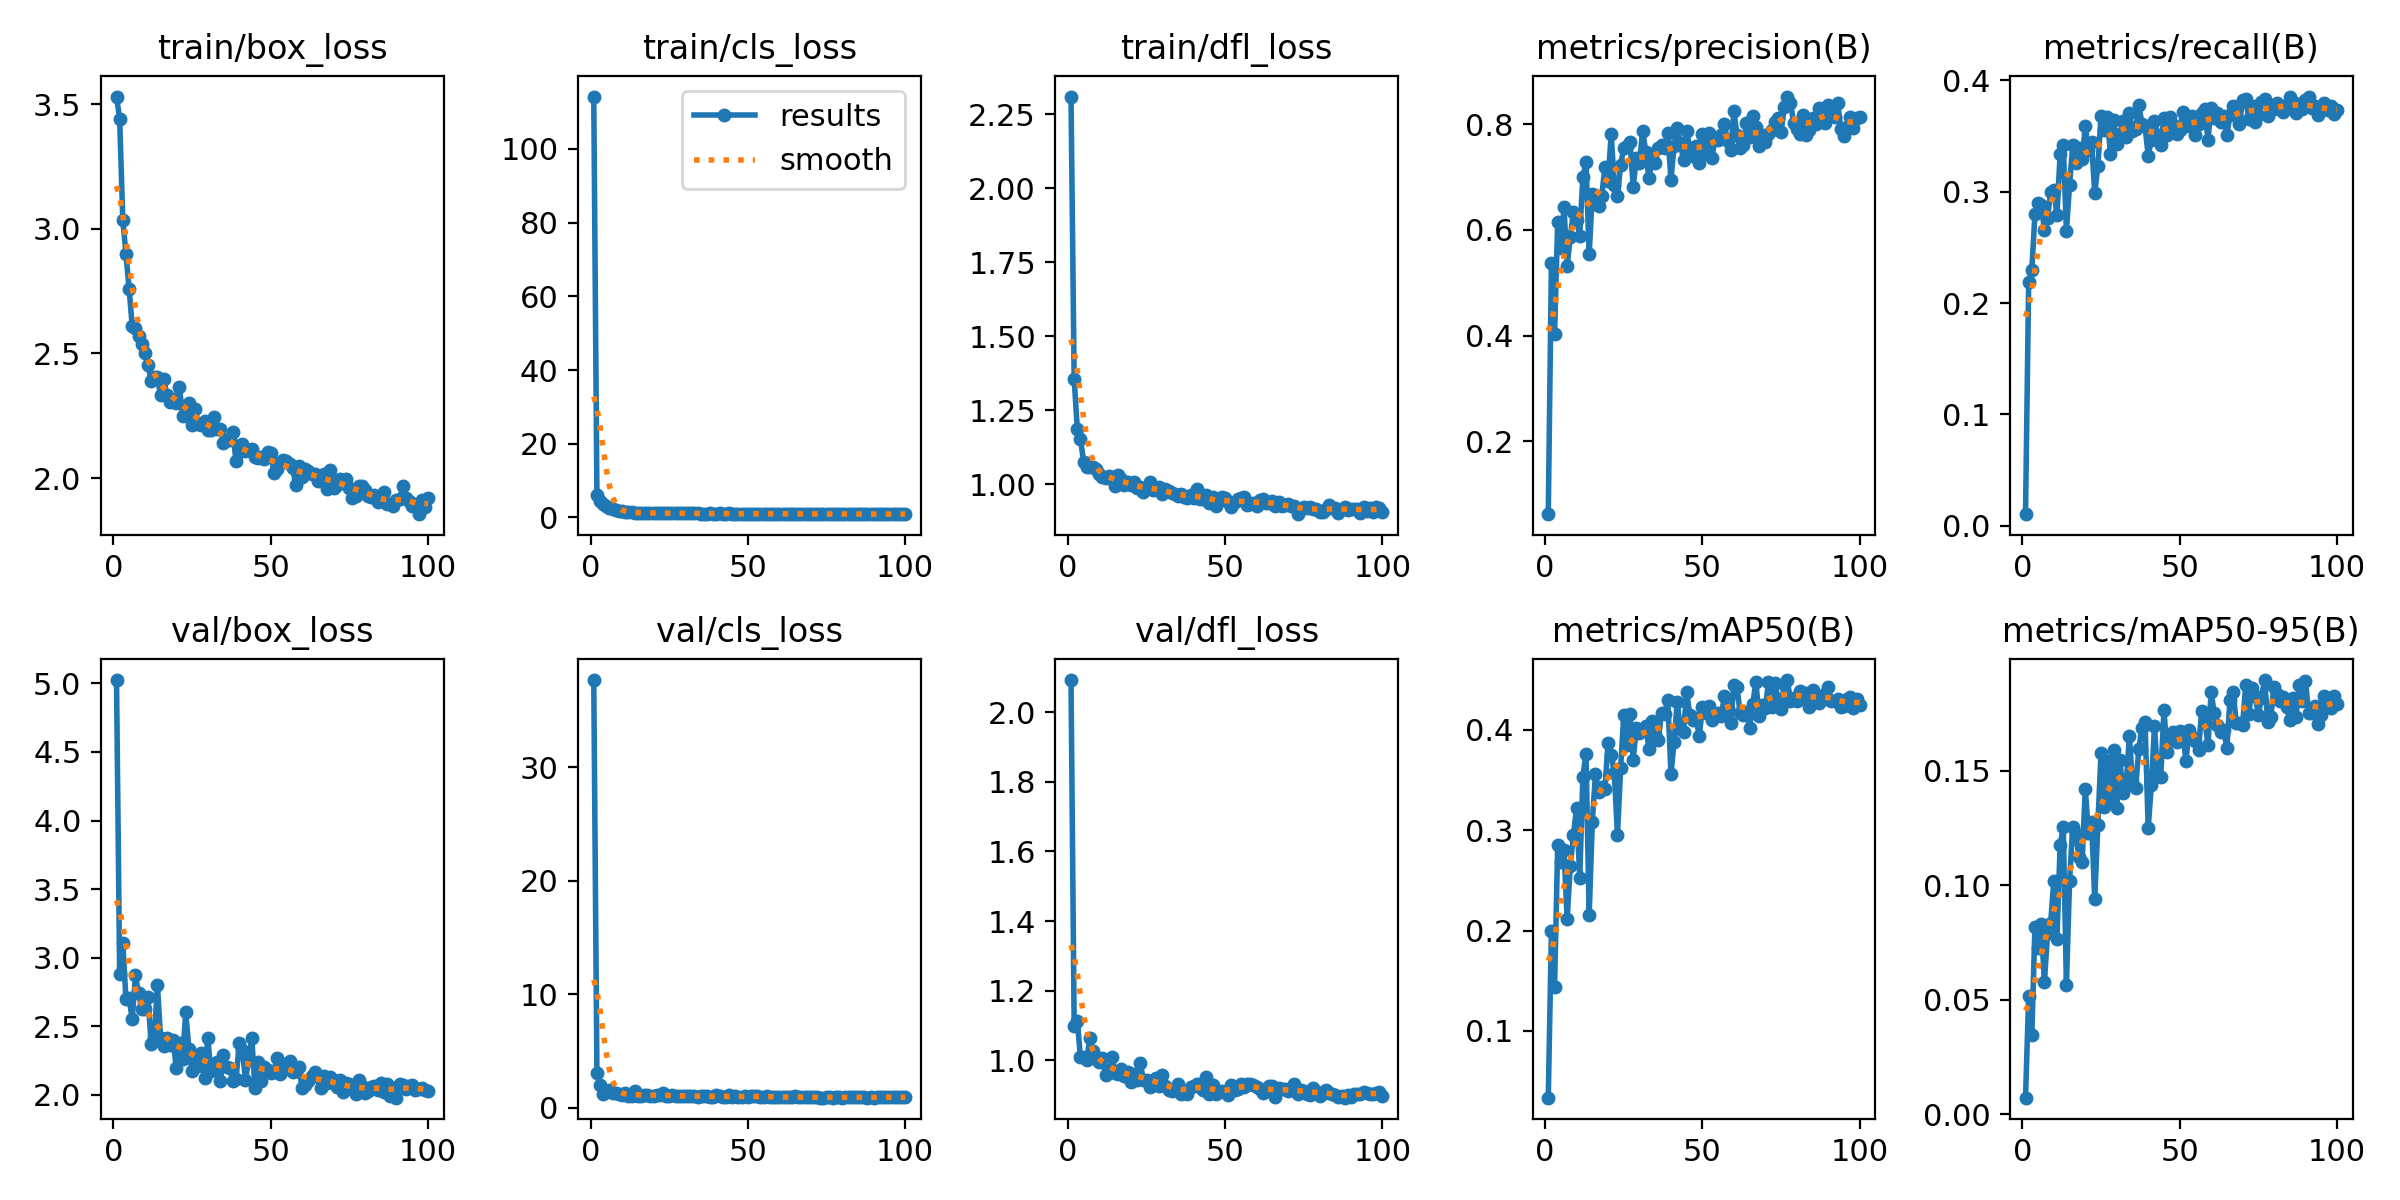 train/box_loss
3.5
3.0
2.5
2.0
0 50 100
train/cls_loss
results
smooth
100
80
60
40
20
0
0 50 100
train/dfl_loss
2.25
2.00
1.75
1.50
1.25
1.00
0 50 100
metrics/precision(B)
0.8
0.6
0.4
0.2
0 50 100
metrics/recall(B)
0.4
0.3
0.2
0.1
0.0
0 50 100
val/box_loss
5.0
4.5
4.0
3.5
3.0
2.5
2.0
0 50 100
val/cls_loss
30
20
10
0
0 50 100
val/dfl_loss
2.0
1.8
1.6
1.4
1.2
1.0
0 50 100
metrics/mAP50(B)
0.4
0.3
0.2
0.1
0 50 100
metrics/mAP50-95(B)
0.15
0.10
0.05
0.00
0 50 100